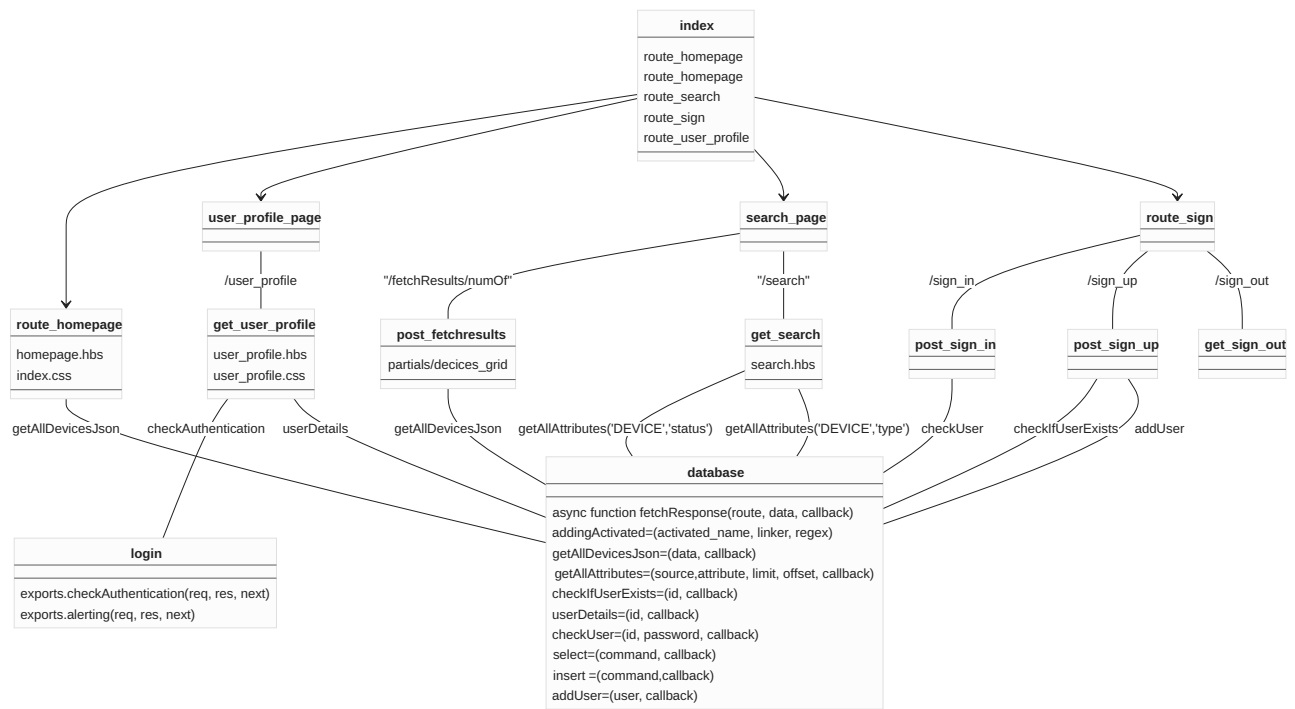 index
route_homepage
route_homepage
route_search
route_sign
route_user_profile
user_profile_page
search_page
route_sign
/user_profile
"/fetchResults/numOf"
"/search"
/sign_in
/sign_up
/sign_out
route_homepage
homepage.hbs
index.css
get_user_profile
user_profile.hbs
user_profile.css
post_fetchresults
partials/decices_grid
get_search
search.hbs
post_sign_in
post_sign_up
get_sign_out
getAllDevicesJson
checkAuthentication
userDetails
getAllDevicesJson
getAllAttributes('DEVICE','status')
getAllAttributes('DEVICE','type')
checkUser
checkIfUserExists
addUser
login
exports.checkAuthentication(req, res, next)
exports.alerting(req, res, next)
database
async function fetchResponse(route, data, callback)
addingActivated=(activated_name, linker, regex)
getAllDevicesJson=(data, callback)
getAllAttributes=(source,attribute, limit, offset, callback)
checkIfUserExists=(id, callback)
userDetails=(id, callback)
checkUser=(id, password, callback)
select=(command, callback)
insert =(command,callback)
addUser=(user, callback)